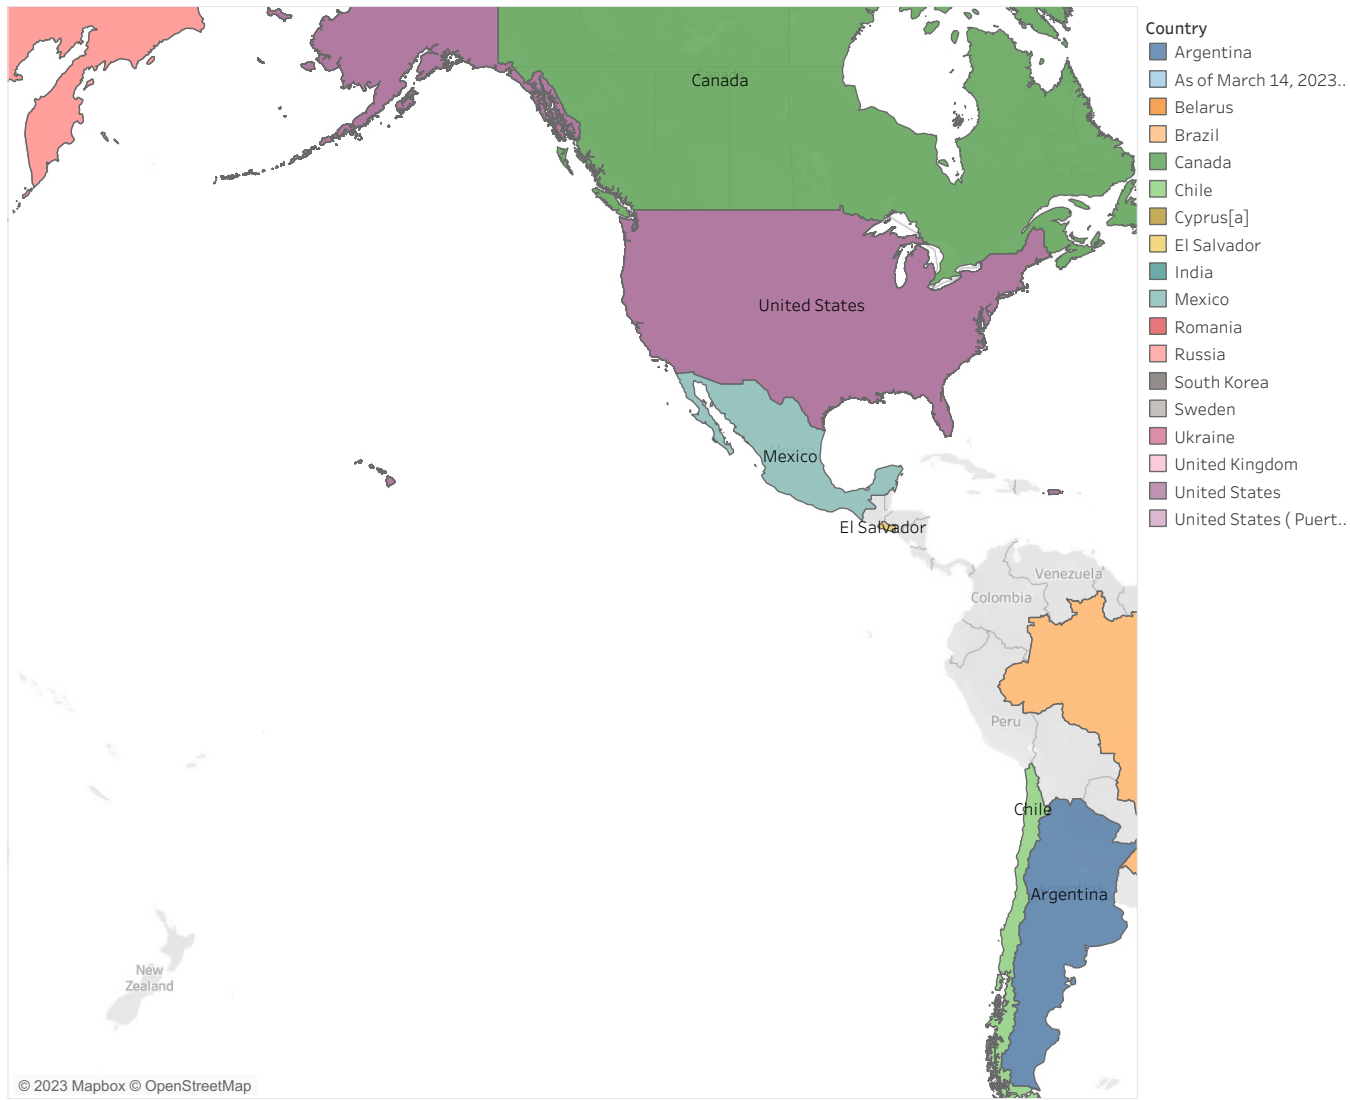 Canada
United States
Mexico
El Salvador
Venezuela
Colombia
Peru
Chile
Argentina
New
Zealand
© 2023 Mapbox © OpenStreetMap
Country
Argentina
As of March 14, 2023..
Belarus
Brazil
Canada
Chile
Cyprus[a]
El Salvador
India
Mexico
Romania
Russia
South Korea
Sweden
Ukraine
United Kingdom
United States
United States ( Puert..